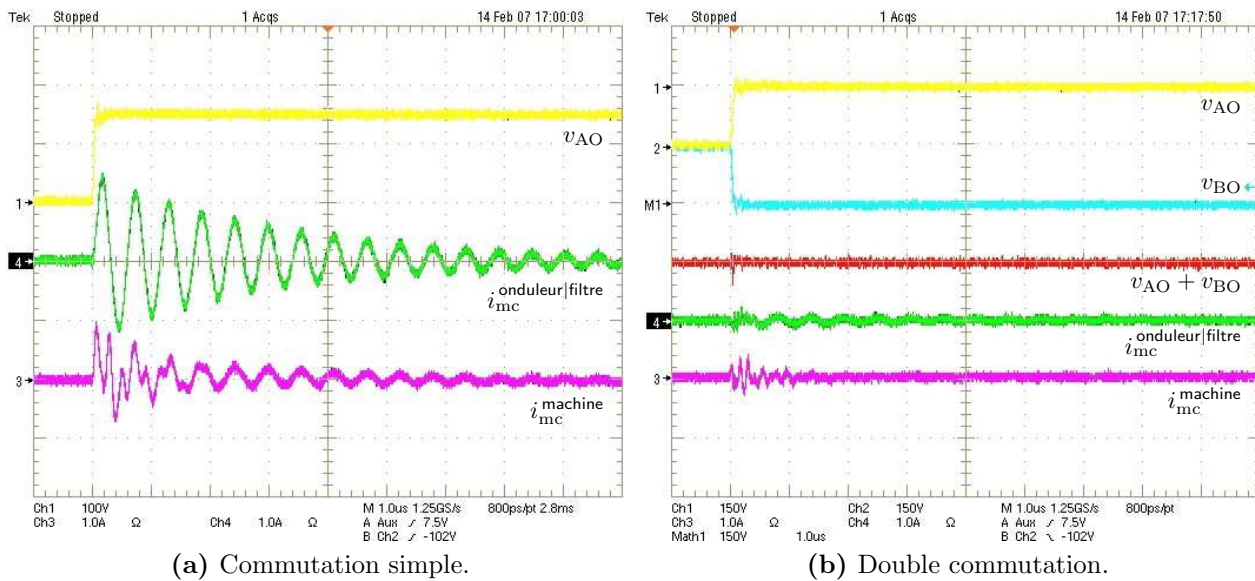 Tek Stopped 1 Acqs 14 Feb 07 17:00:03
v_AO
1
4
i_mc^onduleur|filtre
3
i_mc^machine
Ch1 100V M 1.0us 1.25GS/s 800ps/pt 2.8ms
Ch3 1.0A Ω Ch4 1.0A Ω A Aux ∫ 7.5V
B Ch2 ∫ -102V
(a) Commutation simple.
Tek Stopped 1 Acqs 14 Feb 07 17:17:50
1
v_AO
2
v_BO
M1
v_AO + v_BO
4
i_mc^onduleur|filtre
3
i_mc^machine
Ch1 150V Ch2 150V M 1.0us 1.25GS/s 800ps/pt
Ch3 1.0A Ω Ch4 1.0A Ω A Aux ∫ 7.5V
Math1 150V 1.0us B Ch2 ∖ -102V
(b) Double commutation.